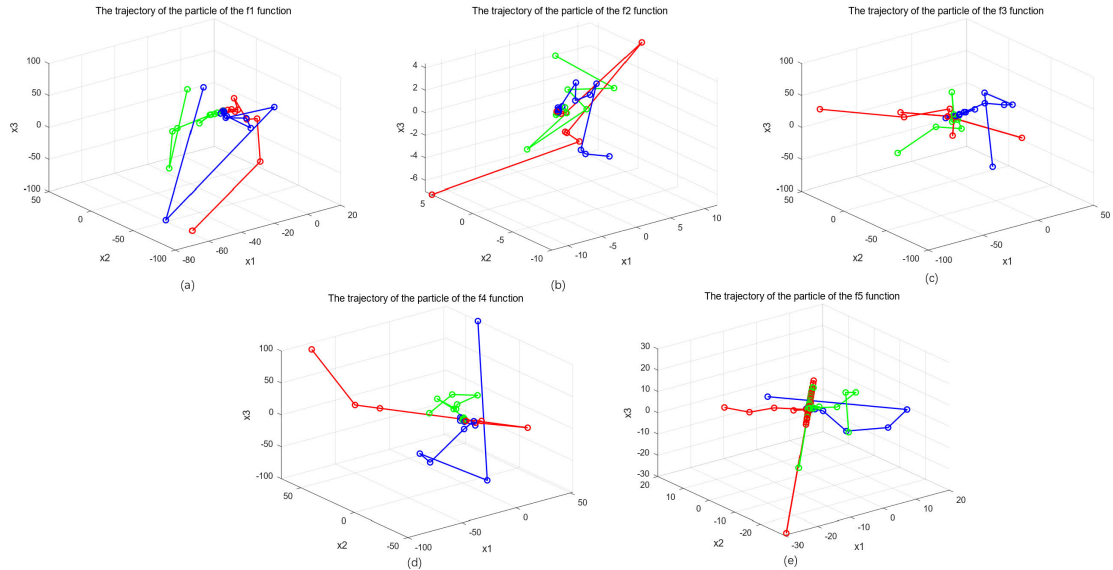 The trajectory of the particle of the f1 function
100
50
0
-50
-100
x3
50
0
-50
-100
x2
-80
-60
-40
-20
0
20
x1
(a)
The trajectory of the particle of the f2 function
4
2
0
-2
-4
-6
x3
5
0
-5
-10
x2
-10
-5
0
5
10
x1
(b)
The trajectory of the particle of the f3 function
100
50
0
-50
-100
x3
50
0
-50
-100
x2
-100
-50
0
50
x1
(c)
The trajectory of the particle of the f4 function
100
50
0
-50
-100
x3
50
0
-50
x2
-100
-50
0
50
x1
(d)
The trajectory of the particle of the f5 function
30
20
10
0
-10
-20
-30
x3
20
10
0
-10
-20
x2
-30
-20
-10
0
10
20
x1
(e)